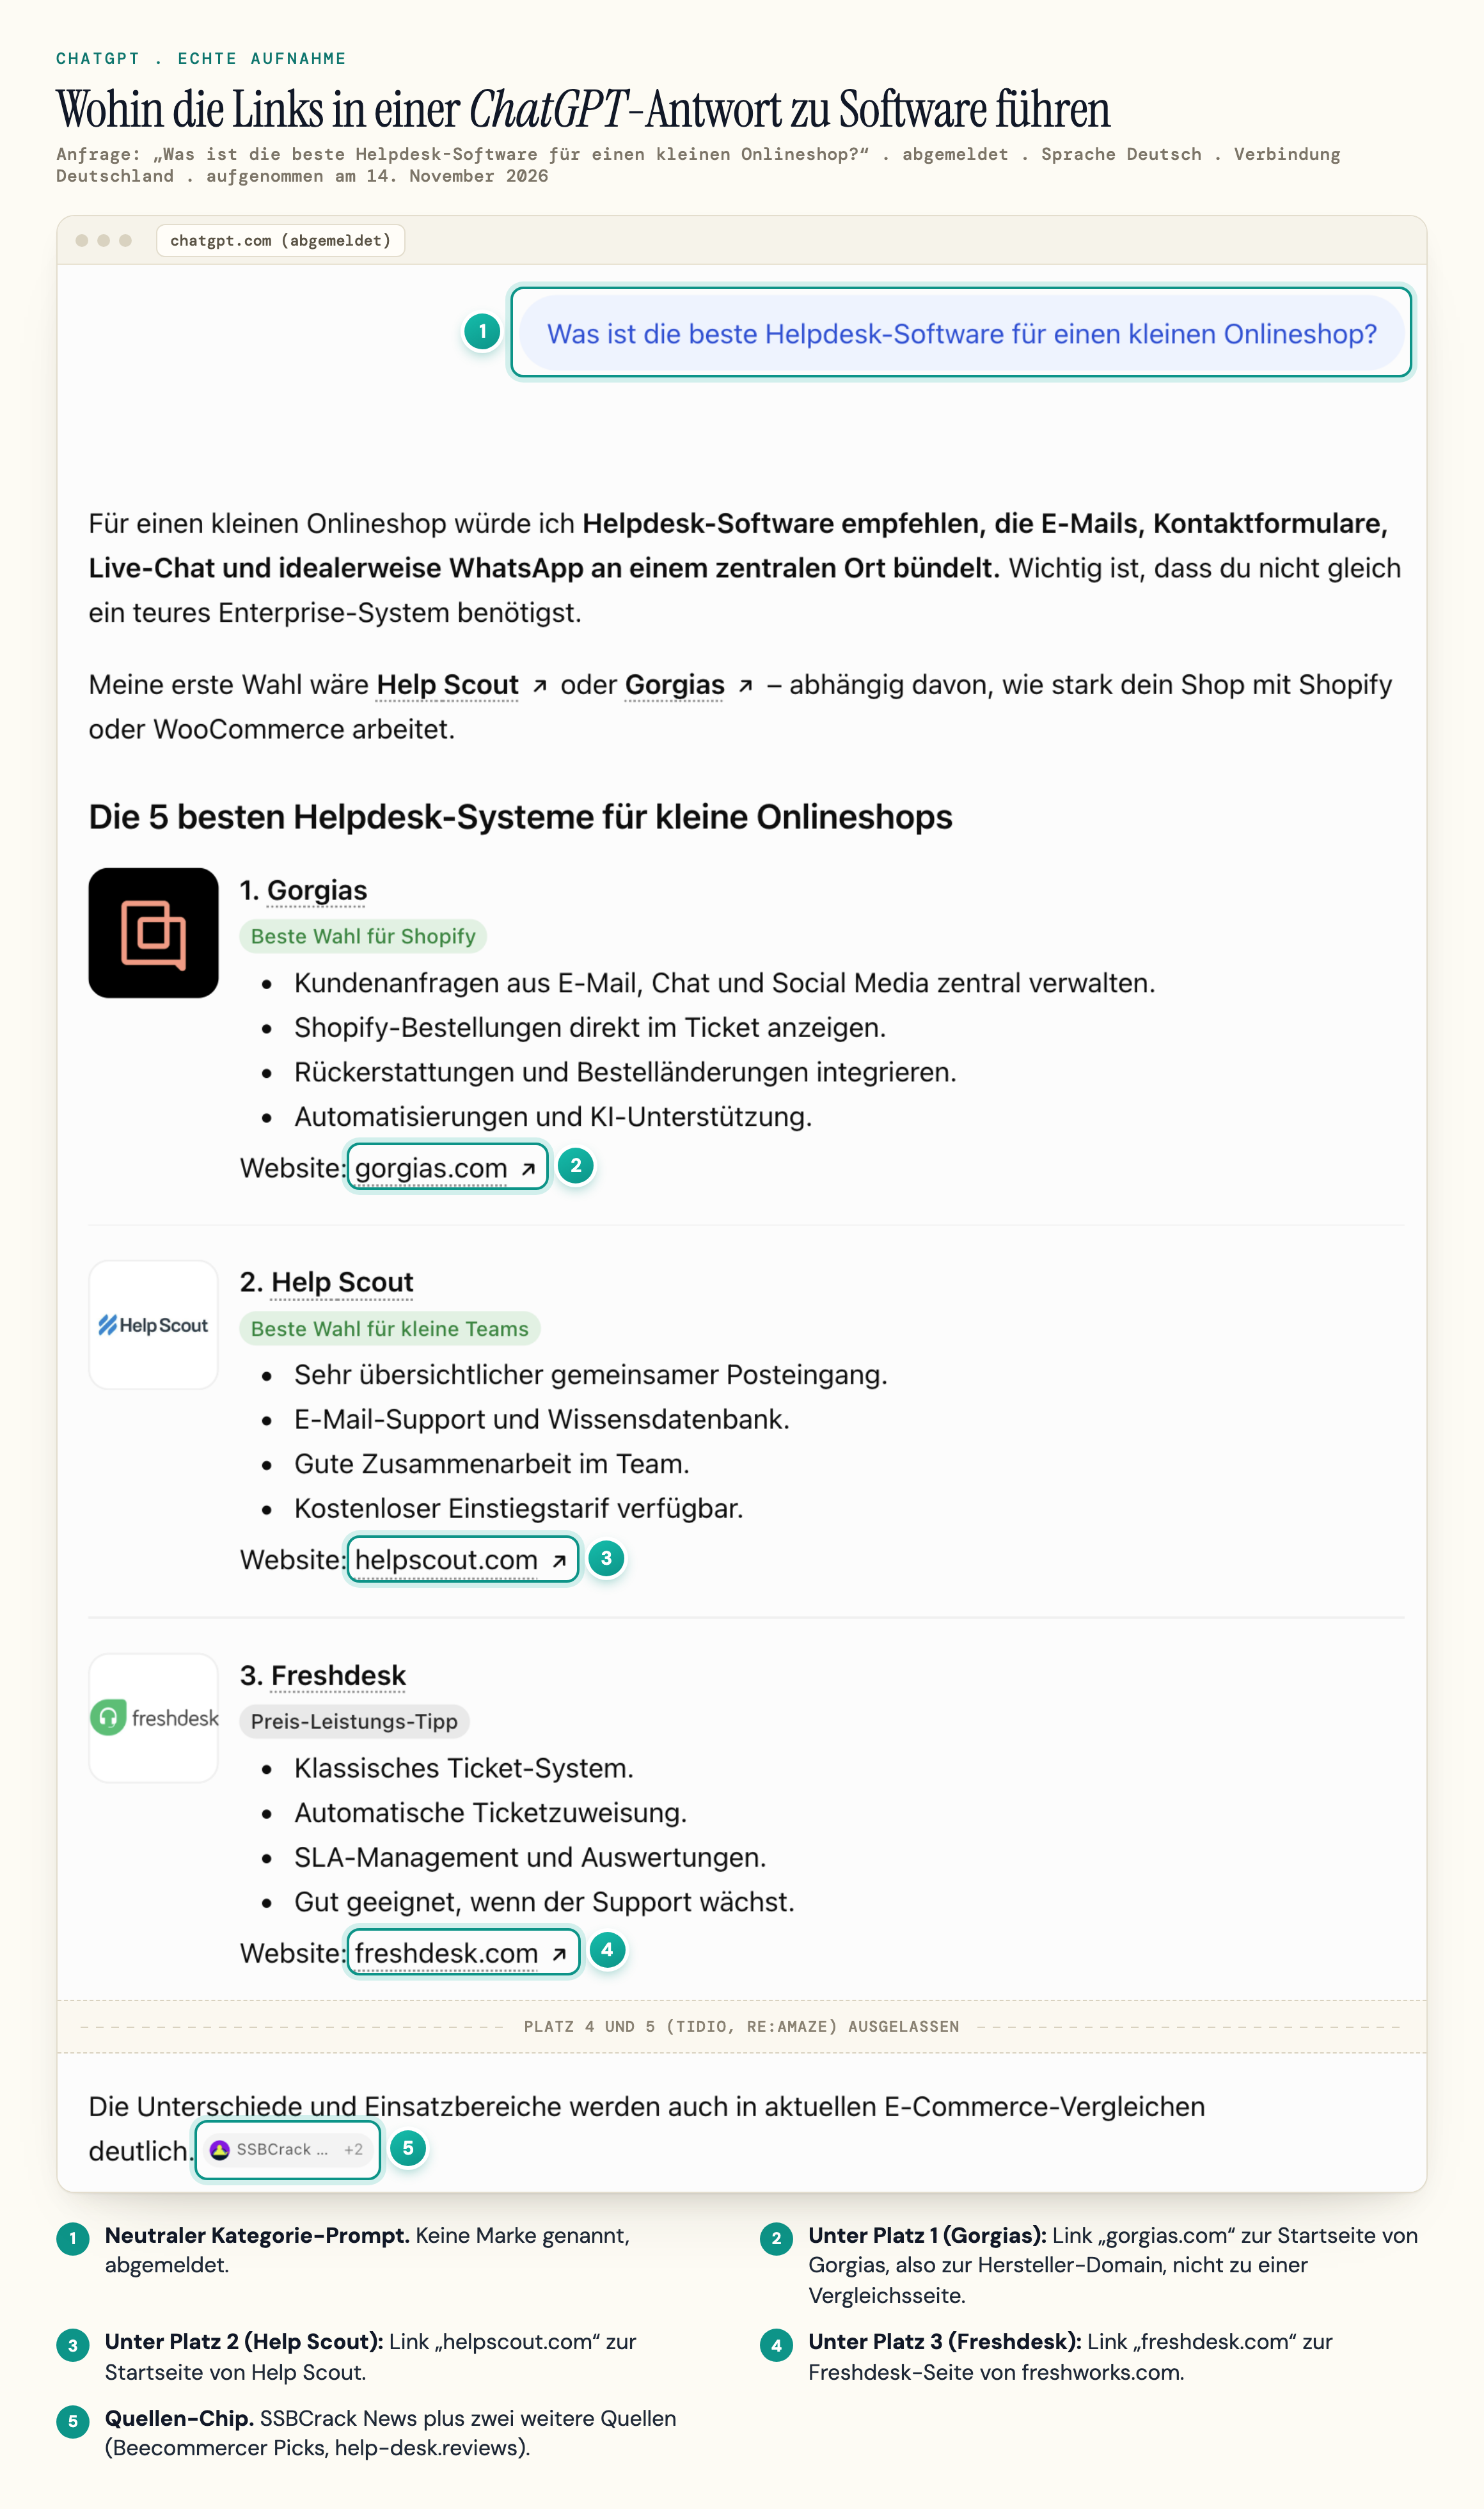 CHATGPT . ECHTE AUFNAHME
Wohin die Links in einer ChatGPT-Antwort zu Software führen
Anfrage: „Was ist die beste Helpdesk-Software für einen kleinen Onlineshop?“ . abgemeldet . Sprache Deutsch . Verbindung
Deutschland . aufgenommen am 14. November 2026
chatgpt.com (abgemeldet)
1
Was ist die beste Helpdesk-Software für einen kleinen Onlineshop?
Für einen kleinen Onlineshop würde ich Helpdesk-Software empfehlen, die E-Mails, Kontaktformulare,
Live-Chat und idealerweise WhatsApp an einem zentralen Ort bündelt. Wichtig ist, dass du nicht gleich
ein teures Enterprise-System benötigst.
Meine erste Wahl wäre Help Scout ↗ oder Gorgias ↗ – abhängig davon, wie stark dein Shop mit Shopify
oder WooCommerce arbeitet.
Die 5 besten Helpdesk-Systeme für kleine Onlineshops
1. Gorgias
Beste Wahl für Shopify
• Kundenanfragen aus E-Mail, Chat und Social Media zentral verwalten.
• Shopify-Bestellungen direkt im Ticket anzeigen.
• Rückerstattungen und Bestelländerungen integrieren.
• Automatisierungen und KI-Unterstützung.
Website: gorgias.com ↗ 2
Help Scout
2. Help Scout
Beste Wahl für kleine Teams
• Sehr übersichtlicher gemeinsamer Posteingang.
• E-Mail-Support und Wissensdatenbank.
• Gute Zusammenarbeit im Team.
• Kostenloser Einstiegstarif verfügbar.
Website: helpscout.com ↗ 3
freshdesk
3. Freshdesk
Preis-Leistungs-Tipp
• Klassisches Ticket-System.
• Automatische Ticketzuweisung.
• SLA-Management und Auswertungen.
• Gut geeignet, wenn der Support wächst.
Website: freshdesk.com ↗ 4
PLATZ 4 UND 5 (TIDIO, RE:AMAZE) AUSGELASSEN
Die Unterschiede und Einsatzbereiche werden auch in aktuellen E-Commerce-Vergleichen
deutlich. SSBCrack ... +2 5
1 Neutraler Kategorie-Prompt. Keine Marke genannt,
abgemeldet.
2 Unter Platz 1 (Gorgias): Link „gorgias.com“ zur Startseite von
Gorgias, also zur Hersteller-Domain, nicht zu einer
Vergleichsseite.
3 Unter Platz 2 (Help Scout): Link „helpscout.com“ zur
Startseite von Help Scout.
4 Unter Platz 3 (Freshdesk): Link „freshdesk.com“ zur
Freshdesk-Seite von freshworks.com.
5 Quellen-Chip. SSBCrack News plus zwei weitere Quellen
(Beecommercer Picks, help-desk.reviews).